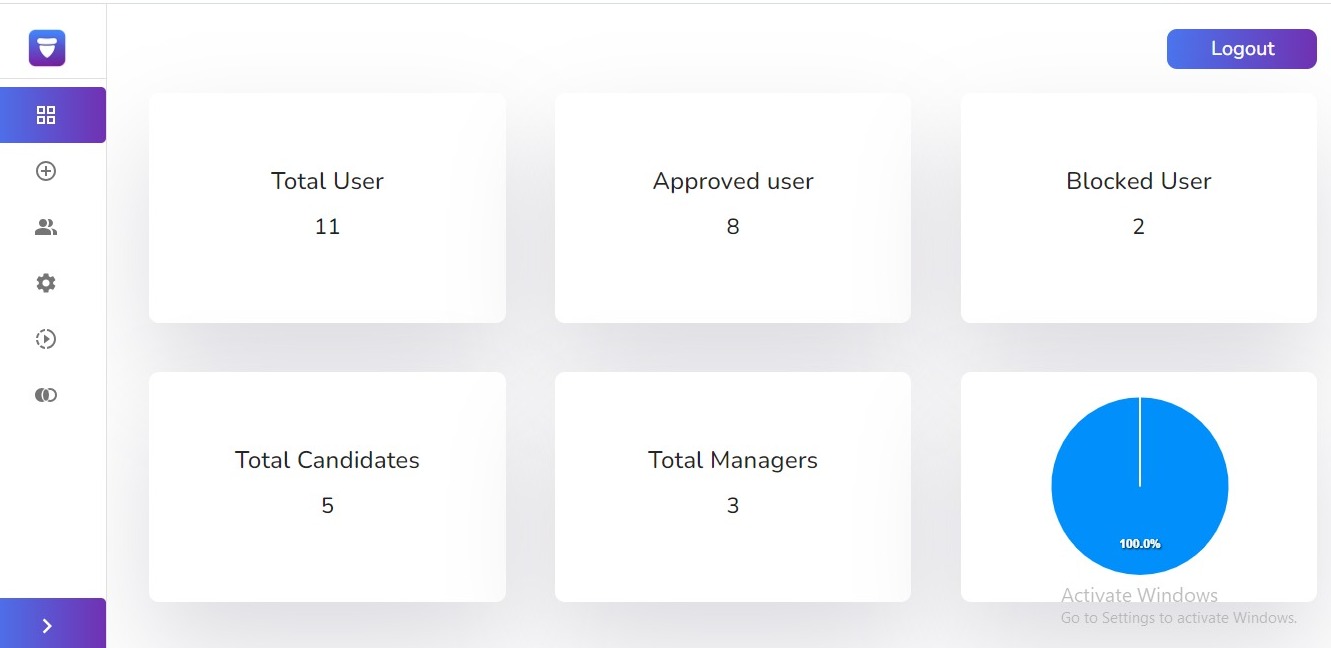 Logout
Total User
11
Approved user
8
Blocked User
2
Total Candidates
5
Total Managers
3
100.0%
Activate Windows
Go to Settings to activate Windows.